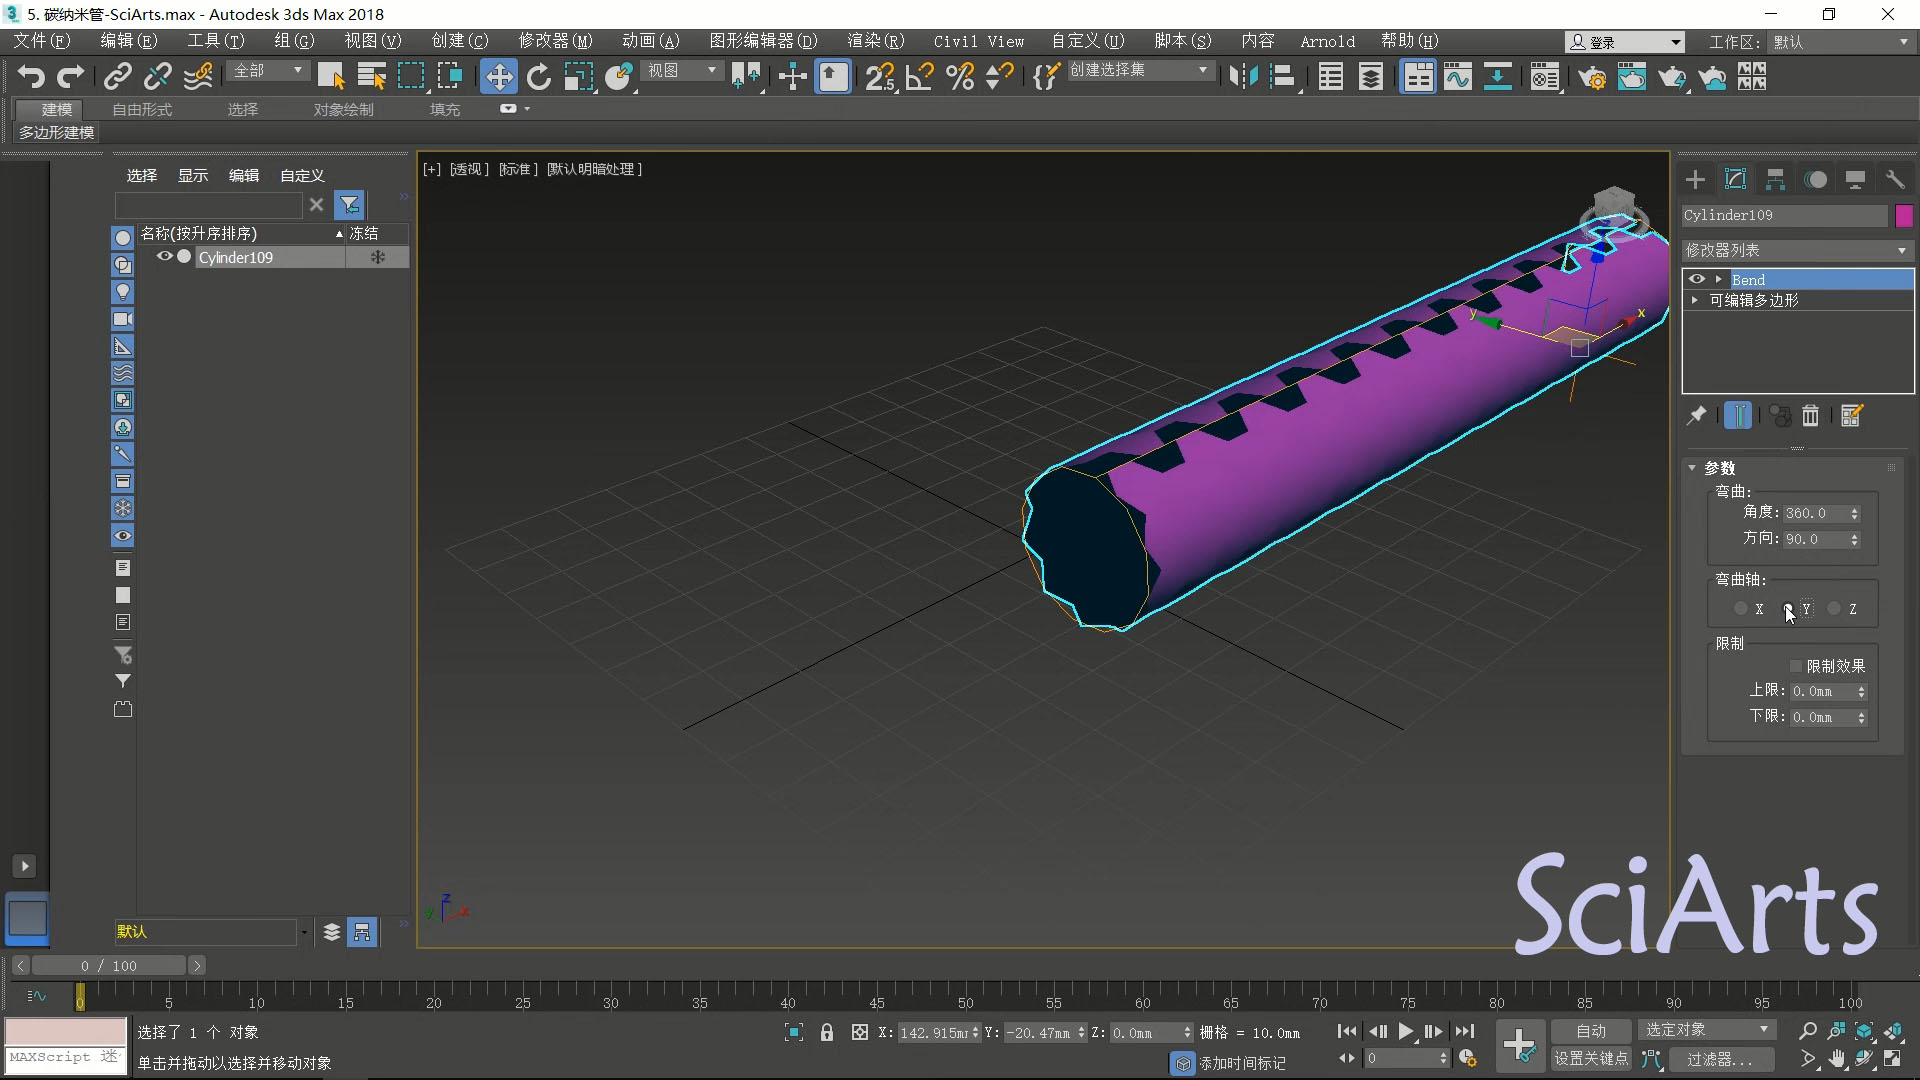 5. 碳纳米管-SciArts.max - Autodesk 3ds Max 2018
文件(F) 编辑(E) 工具(T) 组(G) 视图(V) 创建(C) 修改器(M) 动画(A) 图形编辑器(D) 渲染(R) Civil View 自定义(U) 脚本(S) 内容 Arnold 帮助(H) 登录 工作区: 默认
全部 视图 2.5 创建选择集
建模 自由形式 选择 对象绘制 填充
多边形建模
选择 显示 编辑 自定义
名称(按升序排序) 冻结
Cylinder109
[+] [透视] [标准] [默认明暗处理]
y x
z
y x
Cylinder109
修改器列表
Bend
可编辑多边形
参数
弯曲:
角度: 360.0
方向: 90.0
弯曲轴:
X Y Z
限制
限制效果
上限: 0.0mm
下限: 0.0mm
SciArts
默认
0 / 100
0 5 10 15 20 25 30 35 40 45 50 55 60 65 70 75 80 85 90 95 100
选择了 1 个 对象
X: 142.915mm Y: -20.47mm Z: 0.0mm 栅格 = 10.0mm
自动 选定对象
MAXScript 迷
单击并拖动以选择并移动对象
添加时间标记
0
设置关键点 过滤器...